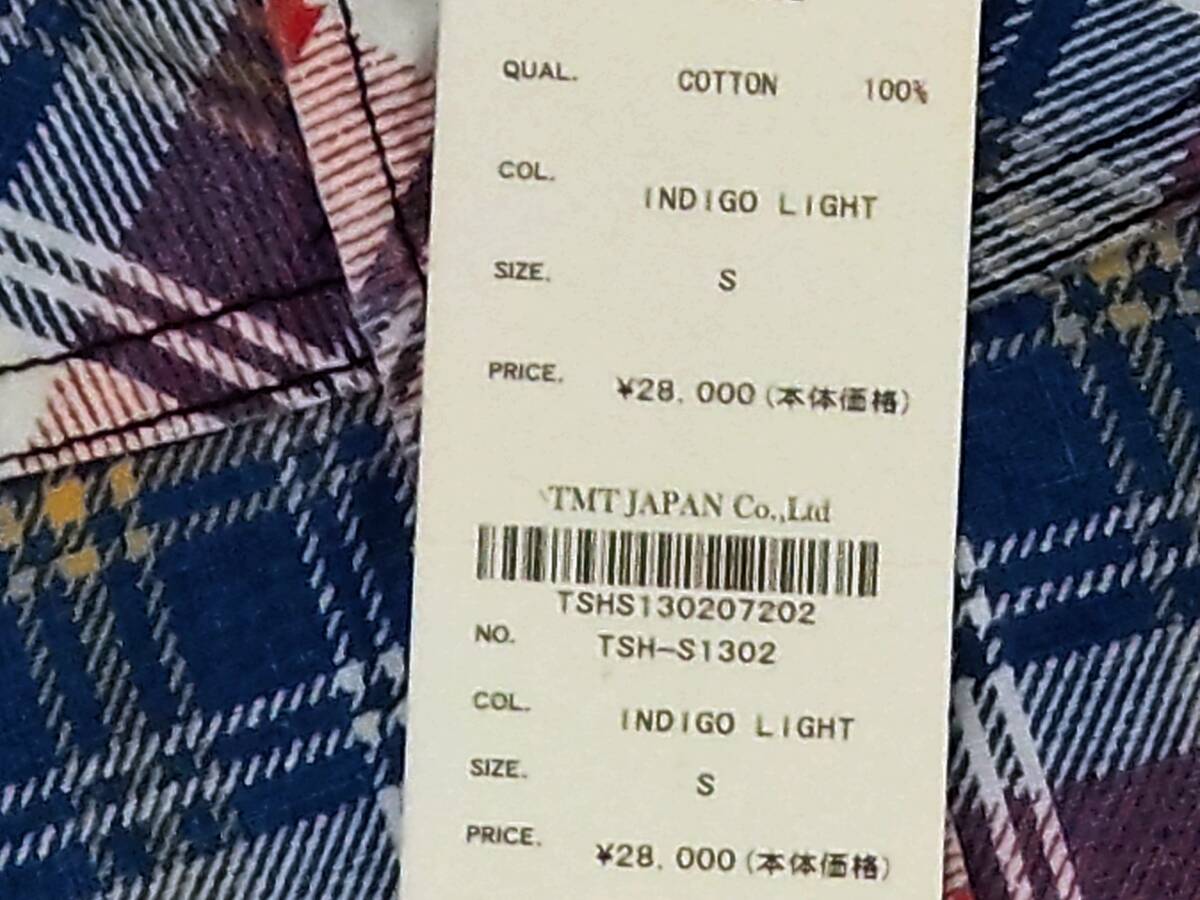 QUAL. COTTON 100%
COL. INDIGO LIGHT
SIZE. S
PRICE. ¥28.000(本体価格)
TMT JAPAN Co.,Ltd
TSHS130207202
NO. TSH-S1302
COL. INDIGO LIGHT
SIZE. S
PRICE. ¥28.000(本体価格)